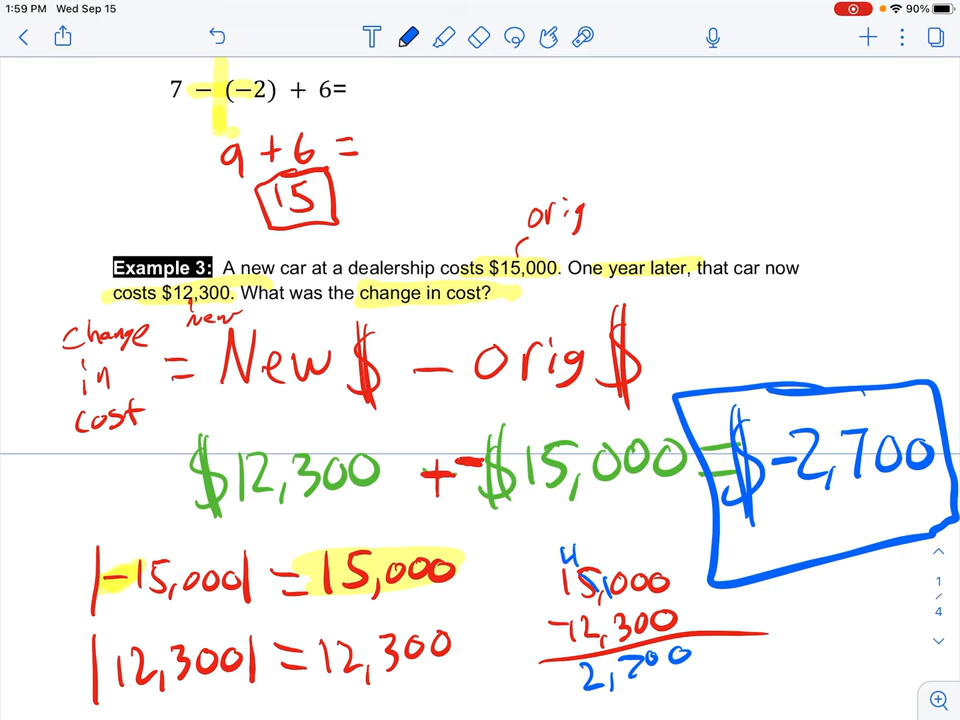 1:59 PM Wed Sep 15 90%
T
7 − (−2) + 6=
9 + 6 =
15
orig
Example 3: A new car at a dealership costs $15,000. One year later, that car now
costs $12,300. What was the change in cost?
new
change
in
cost
= New $ − orig $
$12,300 + -$15,000 = $-2,700
|-15,000| = 15,000
|12,300| = 12,300
4 1
15,000
-12,300
2,700
1
/
4